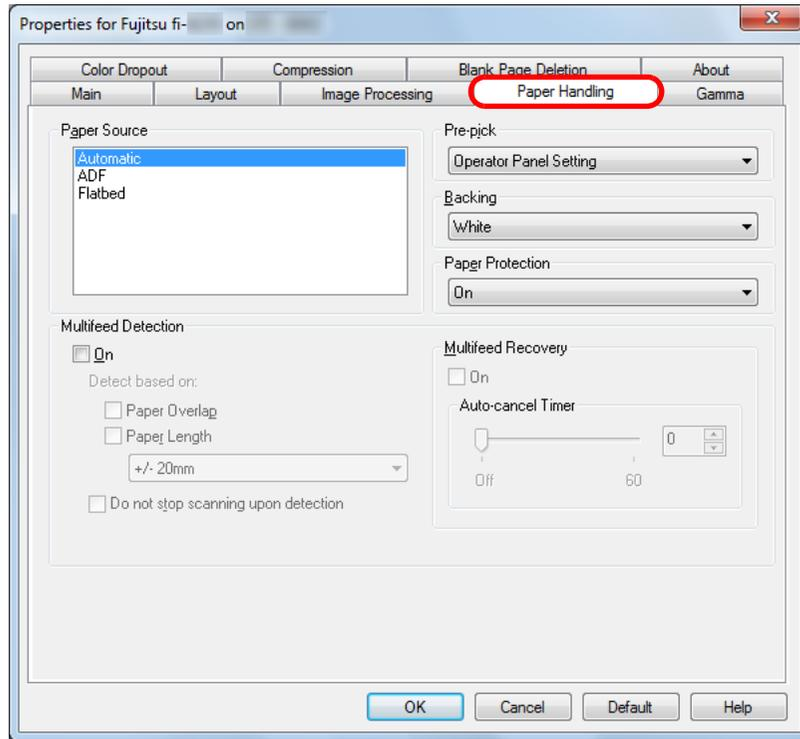 Properties for Fujitsu fi- on
Color Dropout
Compression
Blank Page Deletion
About
Main
Layout
Image Processing
Paper Handling
Gamma
Paper Source
Automatic
ADF
Flatbed
Pre-pick
Operator Panel Setting
Backing
White
Paper Protection
On
Multifeed Detection
On
Detect based on:
Paper Overlap
Paper Length
+/- 20mm
Do not stop scanning upon detection
Multifeed Recovery
On
Auto-cancel Timer
0
Off
60
OK
Cancel
Default
Help